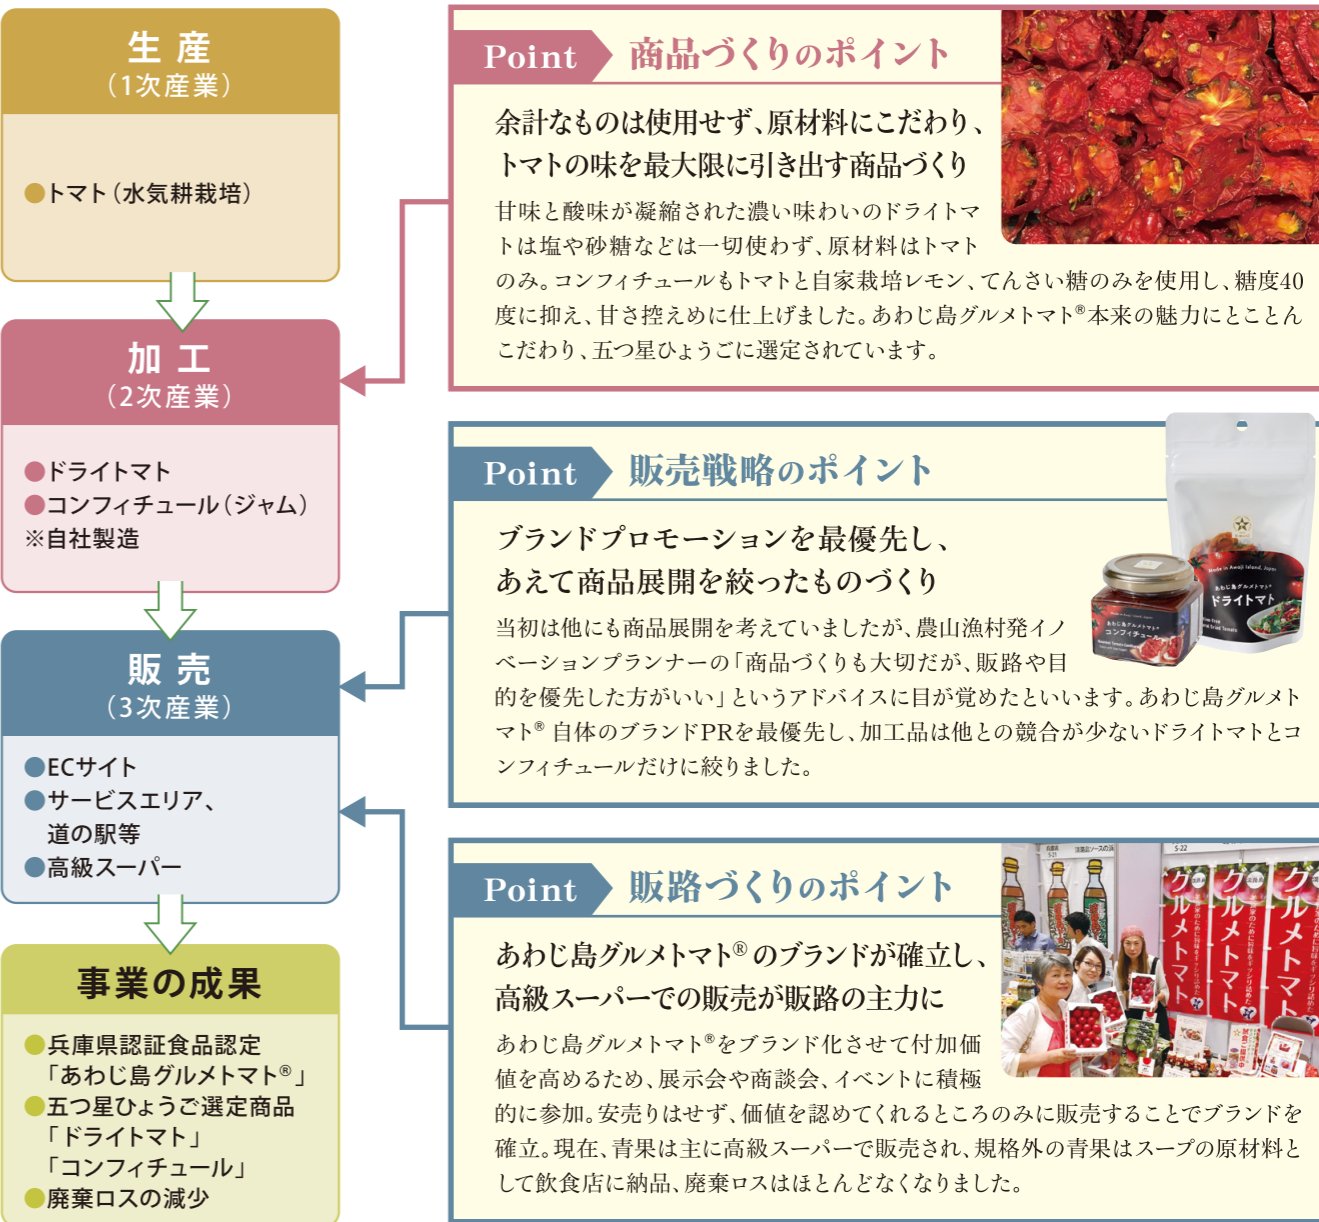 生産
（1次産業）
●トマト（水気耕栽培）
加工
（2次産業）
●ドライトマト
●コンフィチュール（ジャム）
※自社製造
販売
（3次産業）
●ECサイト
●サービスエリア、
道の駅等
●高級スーパー
事業の成果
●兵庫県認証食品認定
「あわじ島グルメトマト®」
●五つ星ひょうご選定商品
「ドライトマト」
「コンフィチュール」
●廃棄ロスの減少
Point 商品づくりのポイント
余計なものは使用せず、原材料にこだわり、
トマトの味を最大限に引き出す商品づくり
甘味と酸味が凝縮された濃い味わいのドライトマ
トは塩や砂糖などは一切使わず、原材料はトマト
のみ。コンフィチュールもトマトと自家栽培レモン、てんさい糖のみを使用し、糖度40
度に抑え、甘さ控えめに仕上げました。あわじ島グルメトマト®本来の魅力にとことん
こだわり、五つ星ひょうごに選定されています。
Point 販売戦略のポイント
ブランドプロモーションを最優先し、
あえて商品展開を絞ったものづくり
当初は他にも商品展開を考えていましたが、農山漁村発イノ
ベーションプランナーの「商品づくりも大切だが、販路や目
的を優先した方がいい」というアドバイスに目が覚めたといいます。あわじ島グルメト
マト® 自体のブランドPRを最優先し、加工品は他との競合が少ないドライトマトとコ
ンフィチュールだけに絞りました。
Made in Awaji Island, Japan
あわじ島グルメトマト®
ドライトマト
あわじ島グルメトマト®
コンフィチュール
Point 販路づくりのポイント
あわじ島グルメトマト® のブランドが確立し、
高級スーパーでの販売が販路の主力に
あわじ島グルメトマト®をブランド化させて付加価
値を高めるため、展示会や商談会、イベントに積極
的に参加。安売りはせず、価値を認めてくれるところのみに販売することでブランドを
確立。現在、青果は主に高級スーパーで販売され、規格外の青果はスープの原材料と
して飲食店に納品、廃棄ロスはほとんどなくなりました。
S-21
S-22
グルメトマト
グルメトマト
グルメトマト